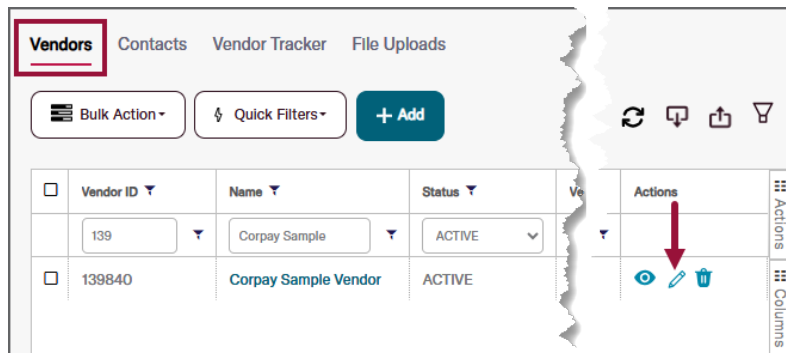 Vendors Contacts Vendor Tracker File Uploads
Bulk Action Quick Filters + Add
Vendor ID Name Status Ve Actions
139 Corpay Sample ACTIVE
139840 Corpay Sample Vendor ACTIVE
Actions
Columns